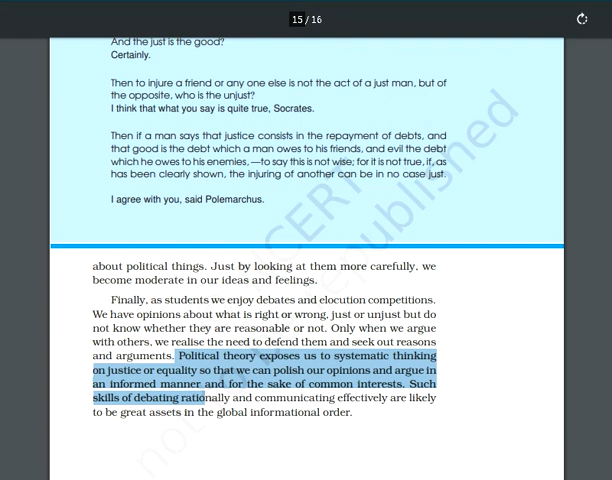 15 / 16
And the just is the good?
Certainly.
Then to injure a friend or any one else is not the act of a just man, but of
the opposite, who is the unjust?
I think that what you say is quite true, Socrates.
Then if a man says that justice consists in the repayment of debts, and
that good is the debt which a man owes to his friends, and evil the debt
which he owes to his enemies,—to say this is not wise; for it is not true, if, as
has been clearly shown, the injuring of another can be in no case just.
I agree with you, said Polemarchus.
about political things. Just by looking at them more carefully, we
become moderate in our ideas and feelings.
Finally, as students we enjoy debates and elocution competitions.
We have opinions about what is right or wrong, just or unjust but do
not know whether they are reasonable or not. Only when we argue
with others, we realise the need to defend them and seek out reasons
and arguments. Political theory exposes us to systematic thinking
on justice or equality so that we can polish our opinions and argue in
an informed manner and for the sake of common interests. Such
skills of debating rationally and communicating effectively are likely
to be great assets in the global informational order.
CERT
republished
not